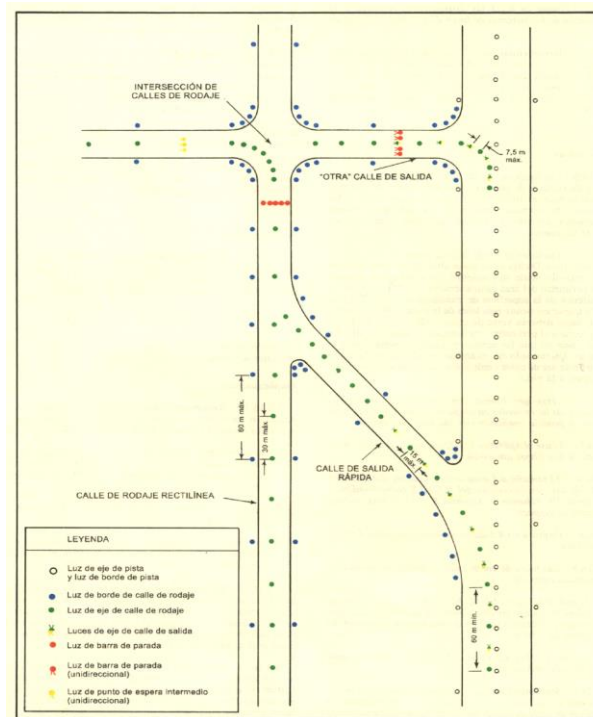 INTERSECCIÓN DE
CALLES DE RODAJE
7,5 m
máx.
"OTRA" CALLE DE SALIDA
60 m máx.
30 m máx.
15 m
máx.
CALLE DE SALIDA
RÁPIDA
CALLE DE RODAJE RECTILÍNEA
60 m mín.
LEYENDA
Luz de eje de pista
y luz de borde de pista
Luz de borde de calle de rodaje
Luz de eje de calle de rodaje
Luces de eje de calle de salida
Luz de barra de parada
Luz de barra de parada
(unidireccional)
Luz de punto de espera intermedio
(unidireccional)